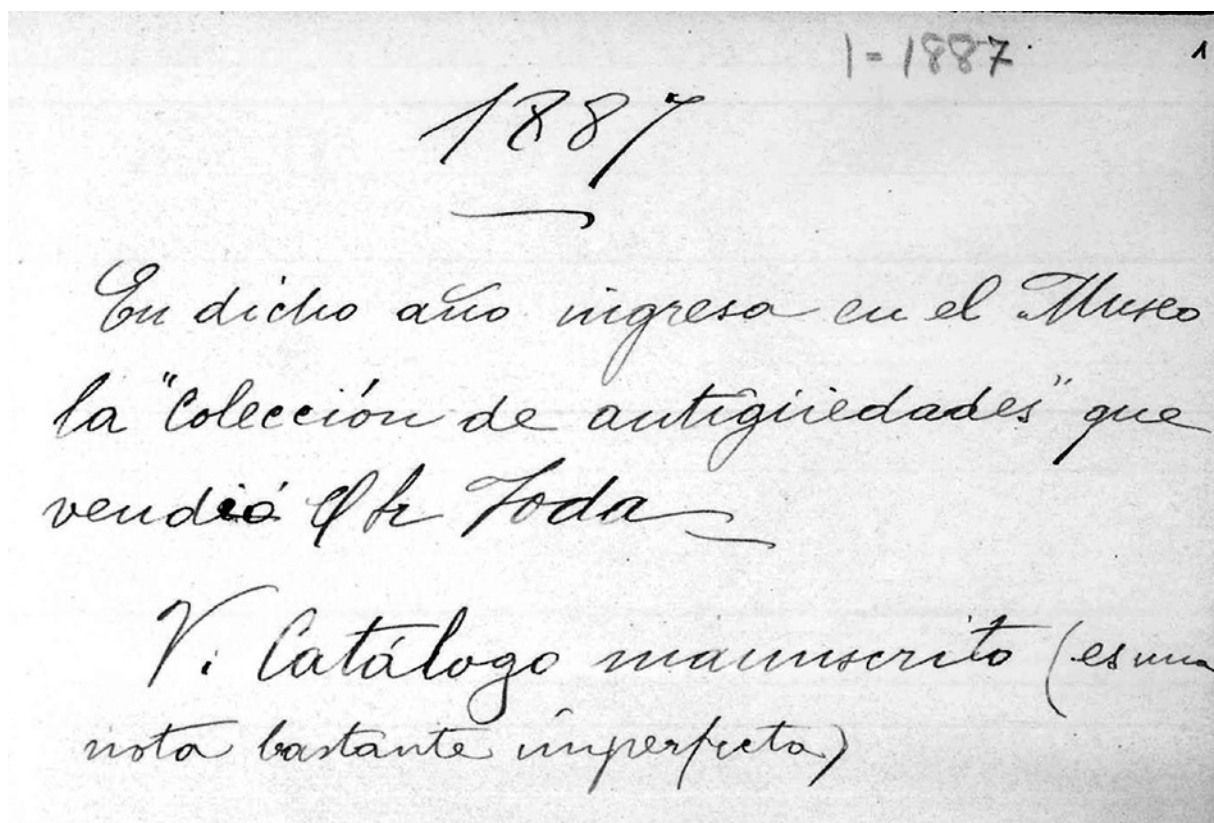 1-1887. 1
1887
En dicho año ingresa en el Museo
la "Colección de antigüedades" que
vendió el Sr Toda
V. Catálogo manuscrito (es una
nota bastante imperfecta)